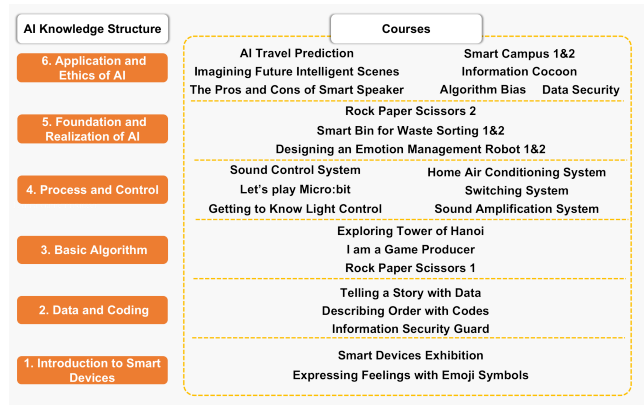 AI Knowledge Structure
Courses
6. Application and
Ethics of AI
AI Travel Prediction
Smart Campus 1&2
Imagining Future Intelligent Scenes
Information Cocoon
The Pros and Cons of Smart Speaker
Algorithm Bias
Data Security
5. Foundation and
Realization of AI
Rock Paper Scissors 2
Smart Bin for Waste Sorting 1&2
Designing an Emotion Management Robot 1&2
4. Process and Control
Sound Control System
Home Air Conditioning System
Let's play Micro:bit
Switching System
Getting to Know Light Control
Sound Amplification System
3. Basic Algorithm
Exploring Tower of Hanoi
I am a Game Producer
Rock Paper Scissors 1
2. Data and Coding
Telling a Story with Data
Describing Order with Codes
Information Security Guard
1. Introduction to Smart
Devices
Smart Devices Exhibition
Expressing Feelings with Emoji Symbols